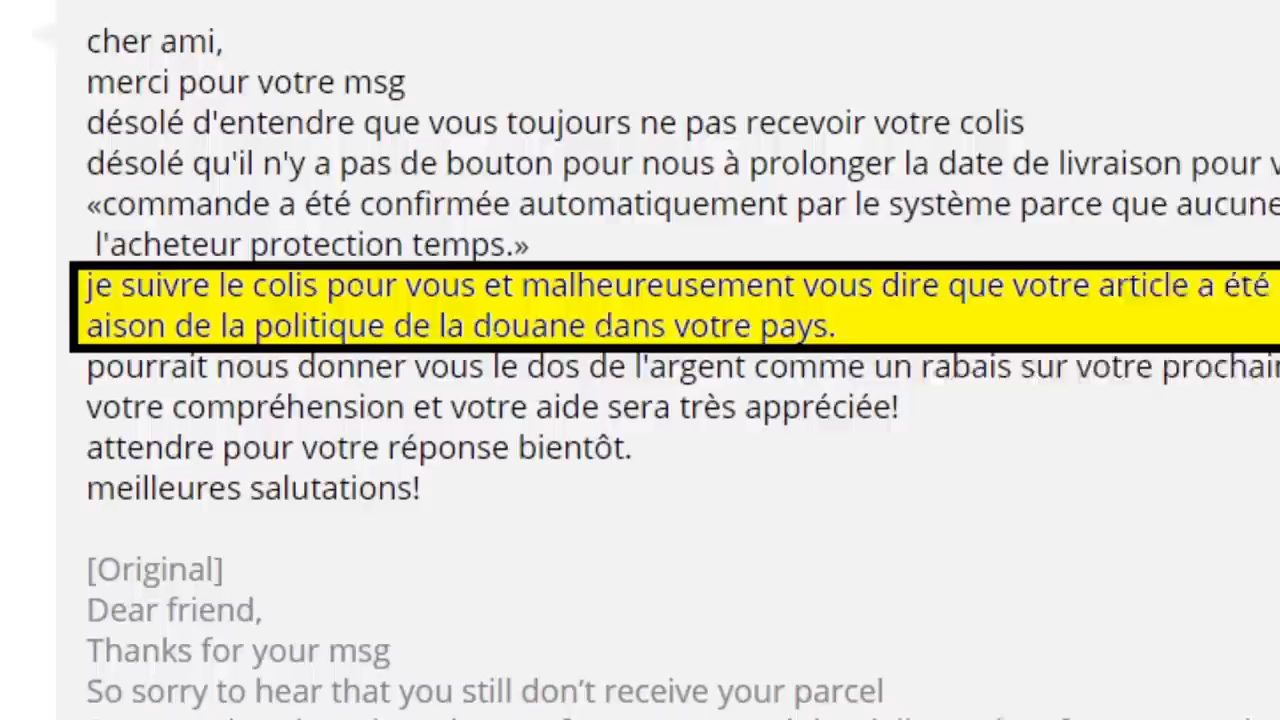 cher ami,
merci pour votre msg
désolé d'entendre que vous toujours ne pas recevoir votre colis
désolé qu'il n'y a pas de bouton pour nous à prolonger la date de livraison pour
«commande a été confirmée automatiquement par le système parce que aucune
l'acheteur protection temps.»
je suivre le colis pour vous et malheureusement vous dire que votre article a été
aison de la politique de la douane dans votre pays.
pourrait nous donner vous le dos de l'argent comme un rabais sur votre
votre compréhension et votre aide sera très appréciée!
attendre pour votre réponse bientôt.
meilleures salutations!
[Original]
Dear friend,
Thanks for your msg
So sorry to hear that you still don’t receive your parcel